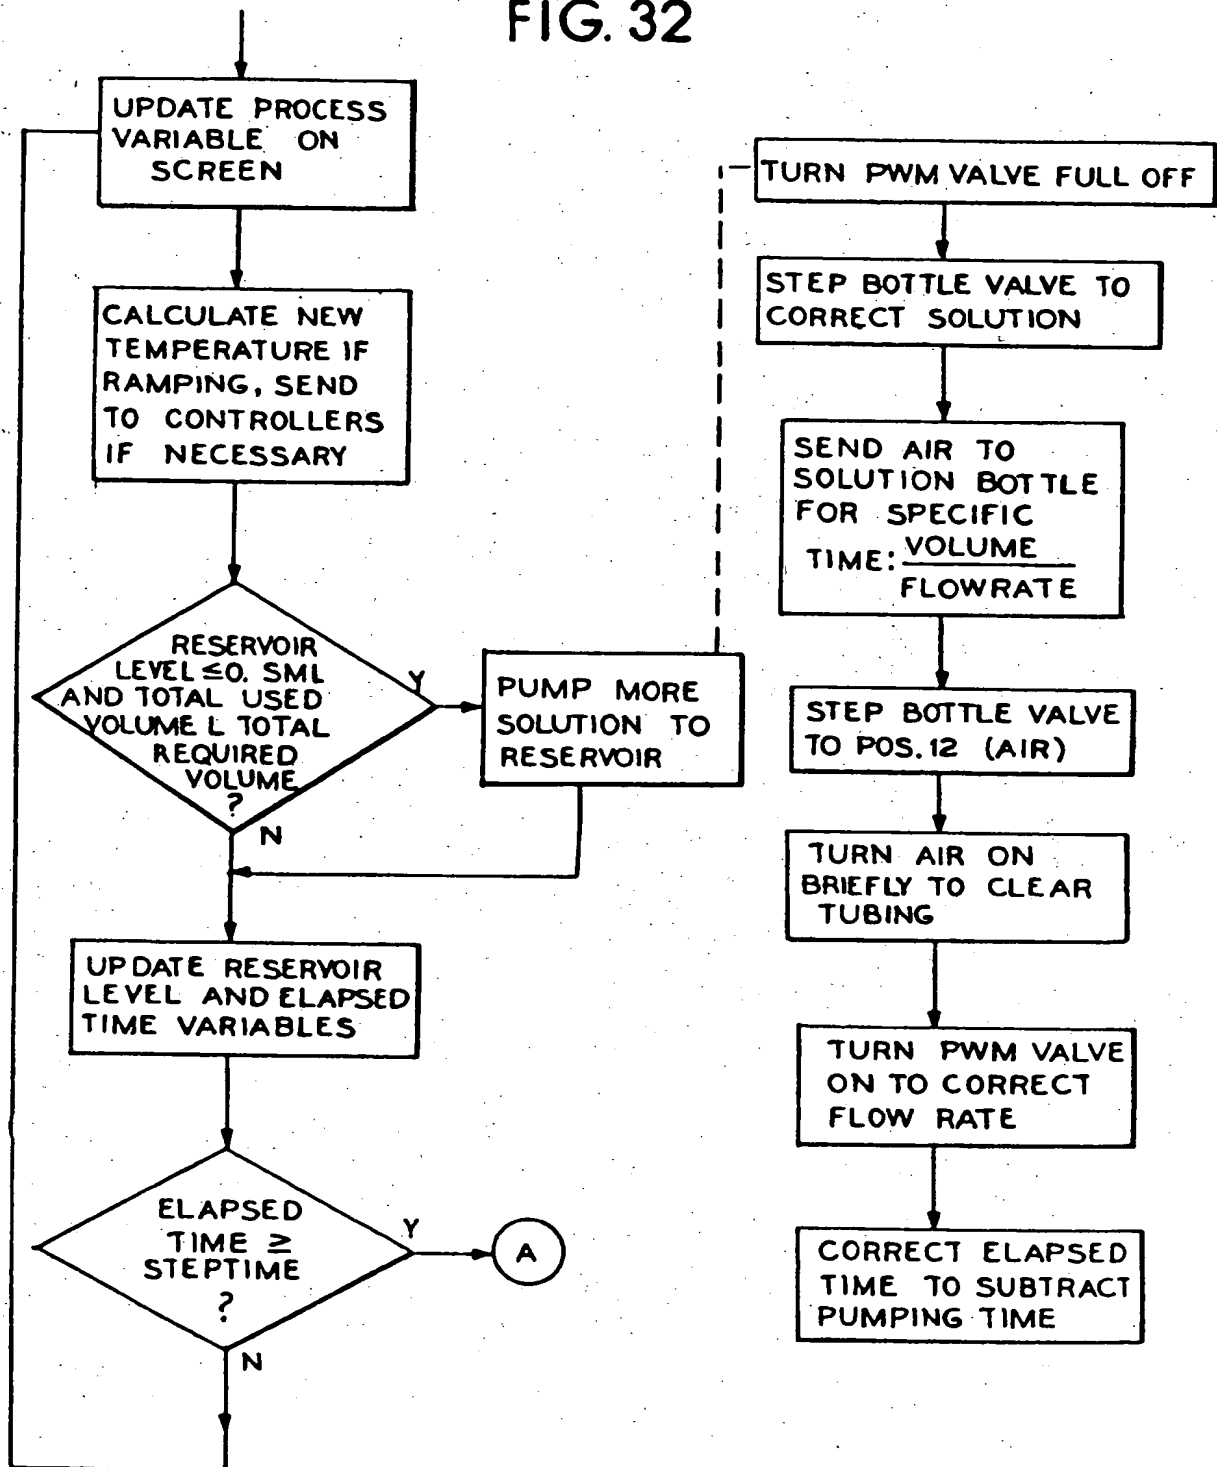 FIG. 32
UPDATE PROCESS
VARIABLE ON
SCREEN
CALCULATE NEW
TEMPERATURE IF
RAMPING, SEND
TO CONTROLLERS
IF NECESSARY
RESERVOIR
LEVEL ≤0. SML
AND TOTAL USED
VOLUME L TOTAL
REQUIRED
VOLUME
?
Y
N
PUMP MORE
SOLUTION TO
RESERVOIR
UPDATE RESERVOIR
LEVEL AND ELAPSED
TIME VARIABLES
ELAPSED
TIME ≥
STEPTIME
?
Y
A
N
TURN PWM VALVE FULL OFF
STEP BOTTLE VALVE TO
CORRECT SOLUTION
SEND AIR TO
SOLUTION BOTTLE
FOR SPECIFIC
TIME: VOLUME
FLOWRATE
STEP BOTTLE VALVE
TO POS. 12 (AIR)
TURN AIR ON
BRIEFLY TO CLEAR
TUBING
TURN PWM VALVE
ON TO CORRECT
FLOW RATE
CORRECT ELAPSED
TIME TO SUBTRACT
PUMPING TIME